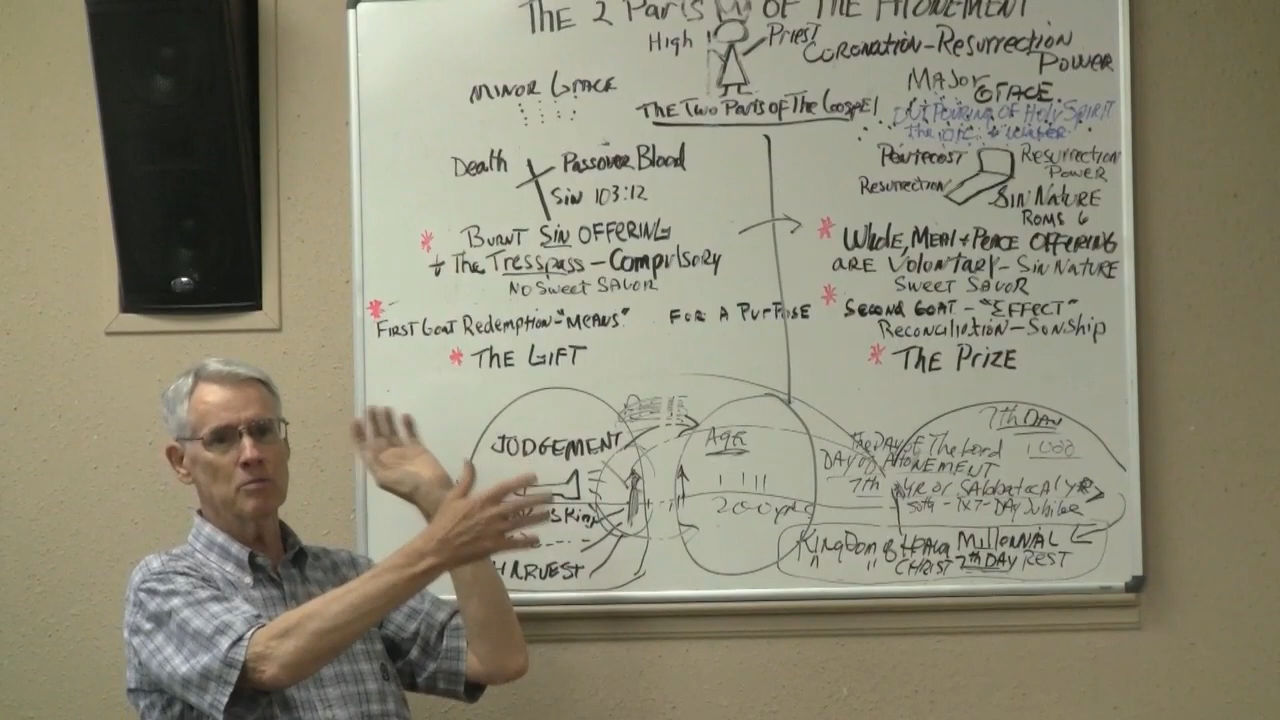 THE 2 PARTS OF THE ATONEMENT
High Priest
CORONATION - RESURRECTION
POWER
MINOR GRACE
MAJOR GRACE
The Two Parts of The Gospel
OUTPOURING OF HOLY SPIRIT
Death
Passover Blood
Sin 103:12
PENTECOST
RESURRECTION
RESURRECTION
POWER
SIN NATURE
ROMS 6
* BURNT SIN OFFERING
+ The Tresspass - Compulsory
NO SWEET SAVOR
* Whole, Meal + Peace OFFERING
ARE Voluntary - SIN NATURE
SWEET SAVOR
* FIRST Goat Redemption - "MEANS"
FOR A PURPOSE
* SECOND GOAT - "EFFECT"
Reconciliation - Sonship
* THE GIFT
* THE PRIZE
JUDGEMENT
HARVEST
AGE
The DAY OF The Lord
DAY OF ATONEMENT
7th
7th DAY
1000
YR OR SAbbatical
50th
Kingdom of
CHRIST
Millennial
7th DAY REST